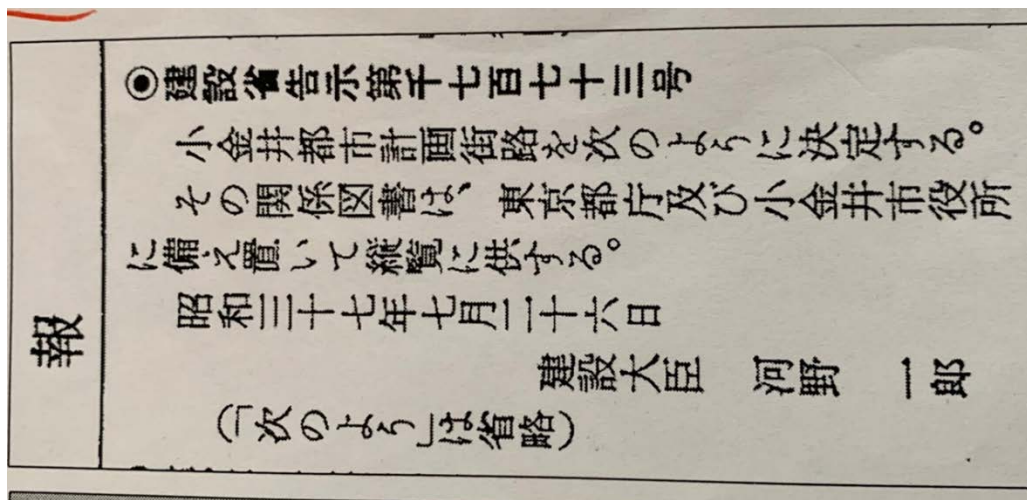 報
◉建設省告示第千七百七十三号
小金井都市計画街路を次のように決定する。
その関係図書は、東京都庁及び小金井市役所
に備え置いて縦覧に供する。
昭和三十七年七月二十六日
建設大臣 河野 一郎
(「次のよう」は省略)